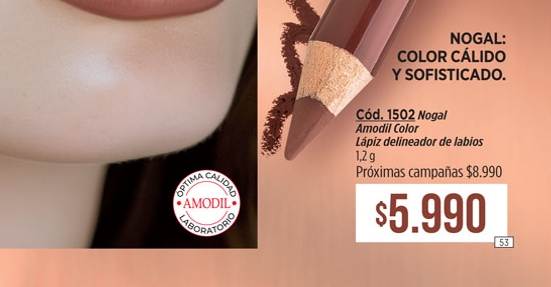 NOGAL:
COLOR CÁLIDO
Y SOFISTICADO.
Cód. 1502 Nogal
Amodil Color
Lápiz delineador de labios
1,2 g
Próximas campañas $8.990
$5.990
53
ÓPTIMA CALIDAD
AMODIL
LABORATORIO